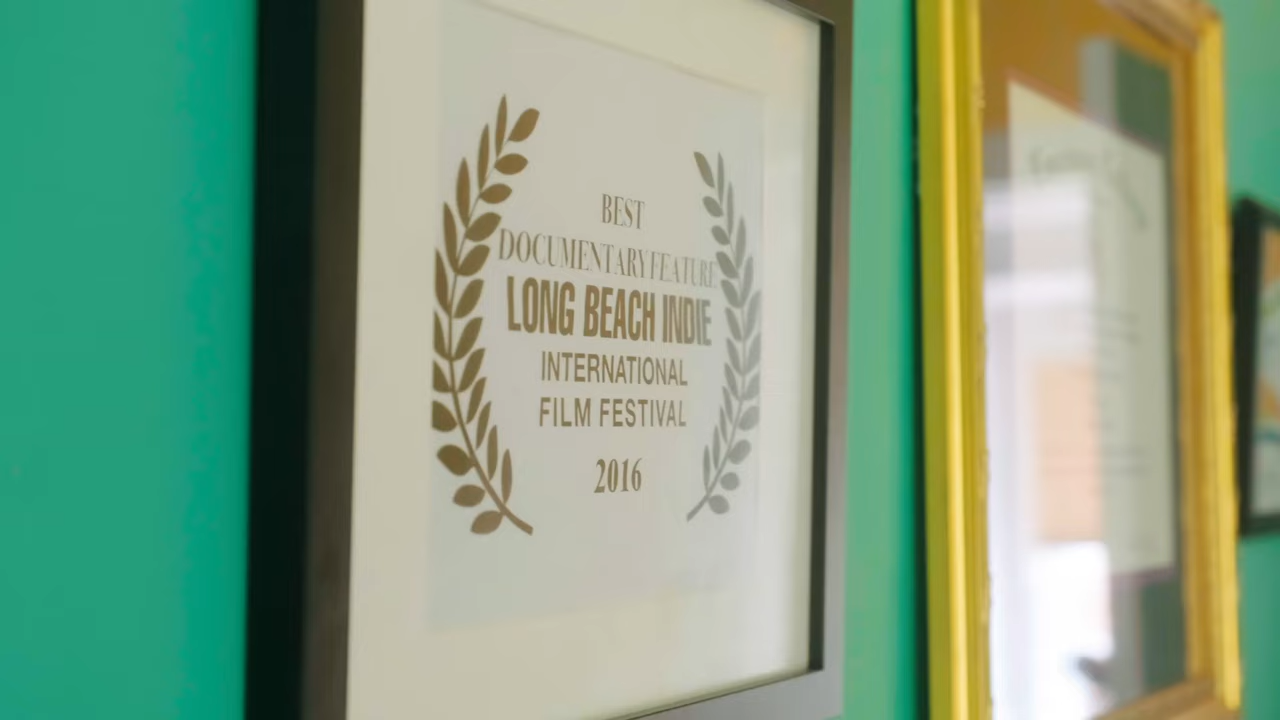 BEST
DOCUMENTARY FEATURE
LONG BEACH INDIE
INTERNATIONAL
FILM FESTIVAL
2016